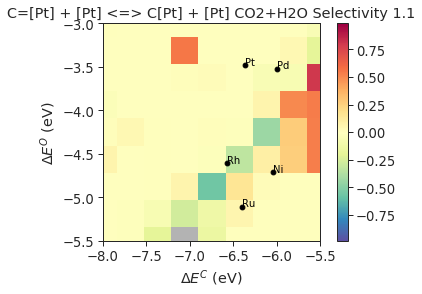 C=[Pt] + [Pt] <=> C[Pt] + [Pt] CO2+H2O Selectivity 1.1
−3.0
−3.5
−4.0
−4.5
−5.0
−5.5
ΔE^O (eV)
Pt
Pd
Rh
Ni
Ru
−8.0 −7.5 −7.0 −6.5 −6.0 −5.5
ΔE^C (eV)
0.75
0.50
0.25
0.00
−0.25
−0.50
−0.75